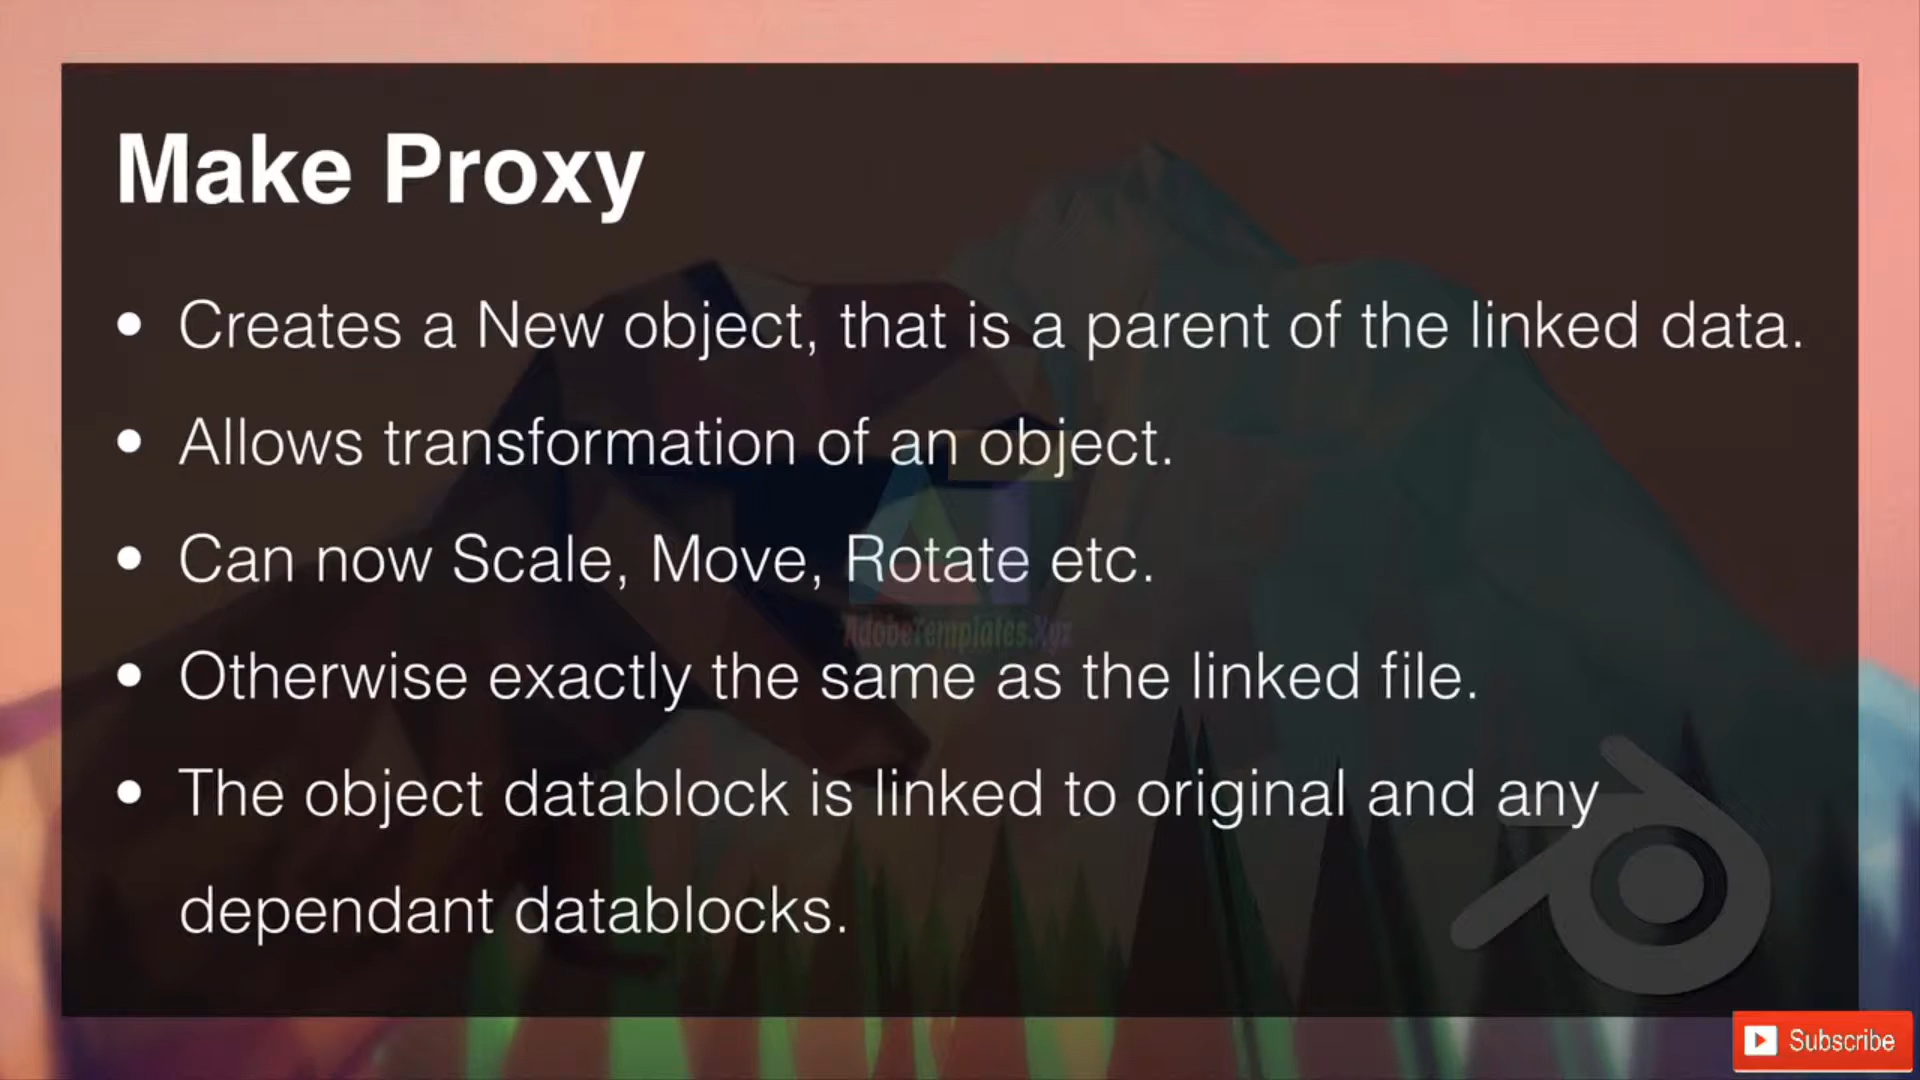 Make Proxy
• Creates a New object, that is a parent of the linked data.
• Allows transformation of an object.
• Can now Scale, Move, Rotate etc.
AdobeTemplates.Xyz
• Otherwise exactly the same as the linked file.
• The object datablock is linked to original and any
dependant datablocks.
Subscribe